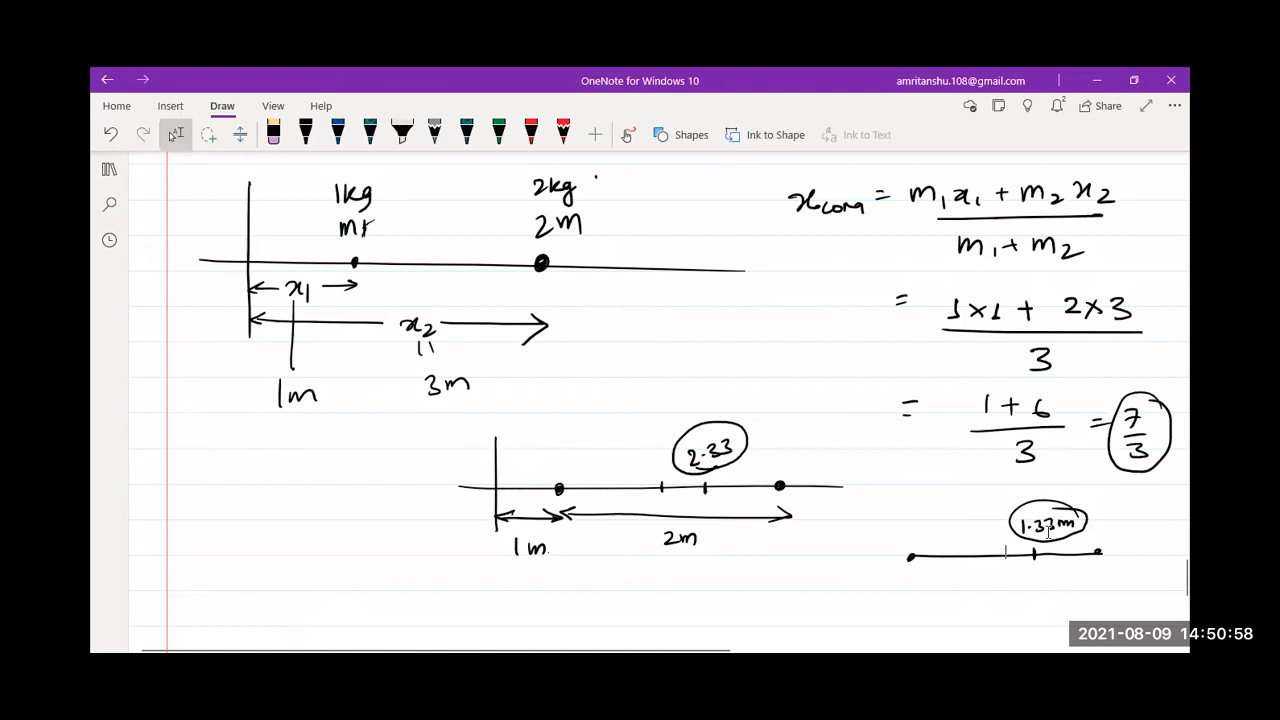 OneNote for Windows 10
amritanshu.108@gmail.com
Home Insert Draw View Help
2
Share
Shapes
Ink to Shape
Ink to Text
1kg
2kg
2m
x1
x2
11
1m
3m
xcom = m1x1 + m2x2
m1 + m2
= 1×1 + 2×3
3
= 1+6 = 7
3 3
2.33
1m
2m
1.33m
2021-08-09 14:50:58